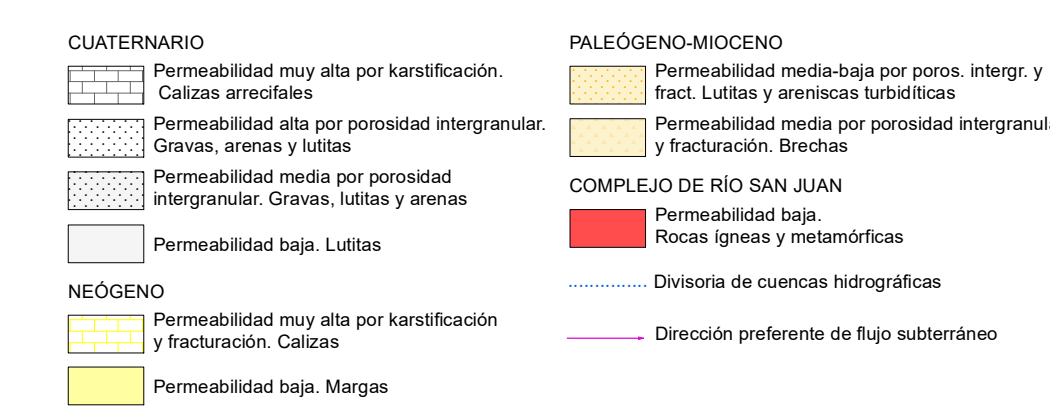 CUATERNARIO
Permeabilidad muy alta por karstificación.
Calizas arrecifales
Permeabilidad alta por porosidad intergranular.
Gravas, arenas y lutitas
Permeabilidad media por porosidad
intergranular. Gravas, lutitas y arenas
Permeabilidad baja. Lutitas
NEÓGENO
Permeabilidad muy alta por karstificación
y fracturación. Calizas
Permeabilidad baja. Margas
PALEÓGENO-MIOCENO
Permeabilidad media-baja por poros. intergr. y
fract. Lutitas y areniscas turbidíticas
Permeabilidad media por porosidad intergranula
y fracturación. Brechas
COMPLEJO DE RÍO SAN JUAN
Permeabilidad baja.
Rocas ígneas y metamórficas
Divisoria de cuencas hidrográficas
Dirección preferente de flujo subterráneo